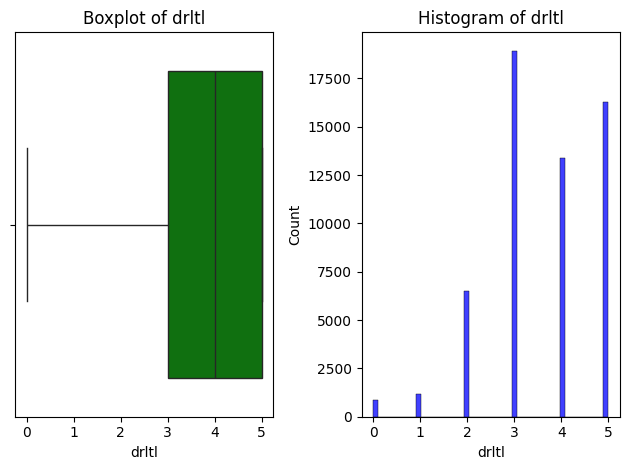 Boxplot of drltl
0 1 2 3 4 5
drltl
Histogram of drltl
17500
15000
12500
10000
7500
5000
2500
0
Count
0 1 2 3 4 5
drltl